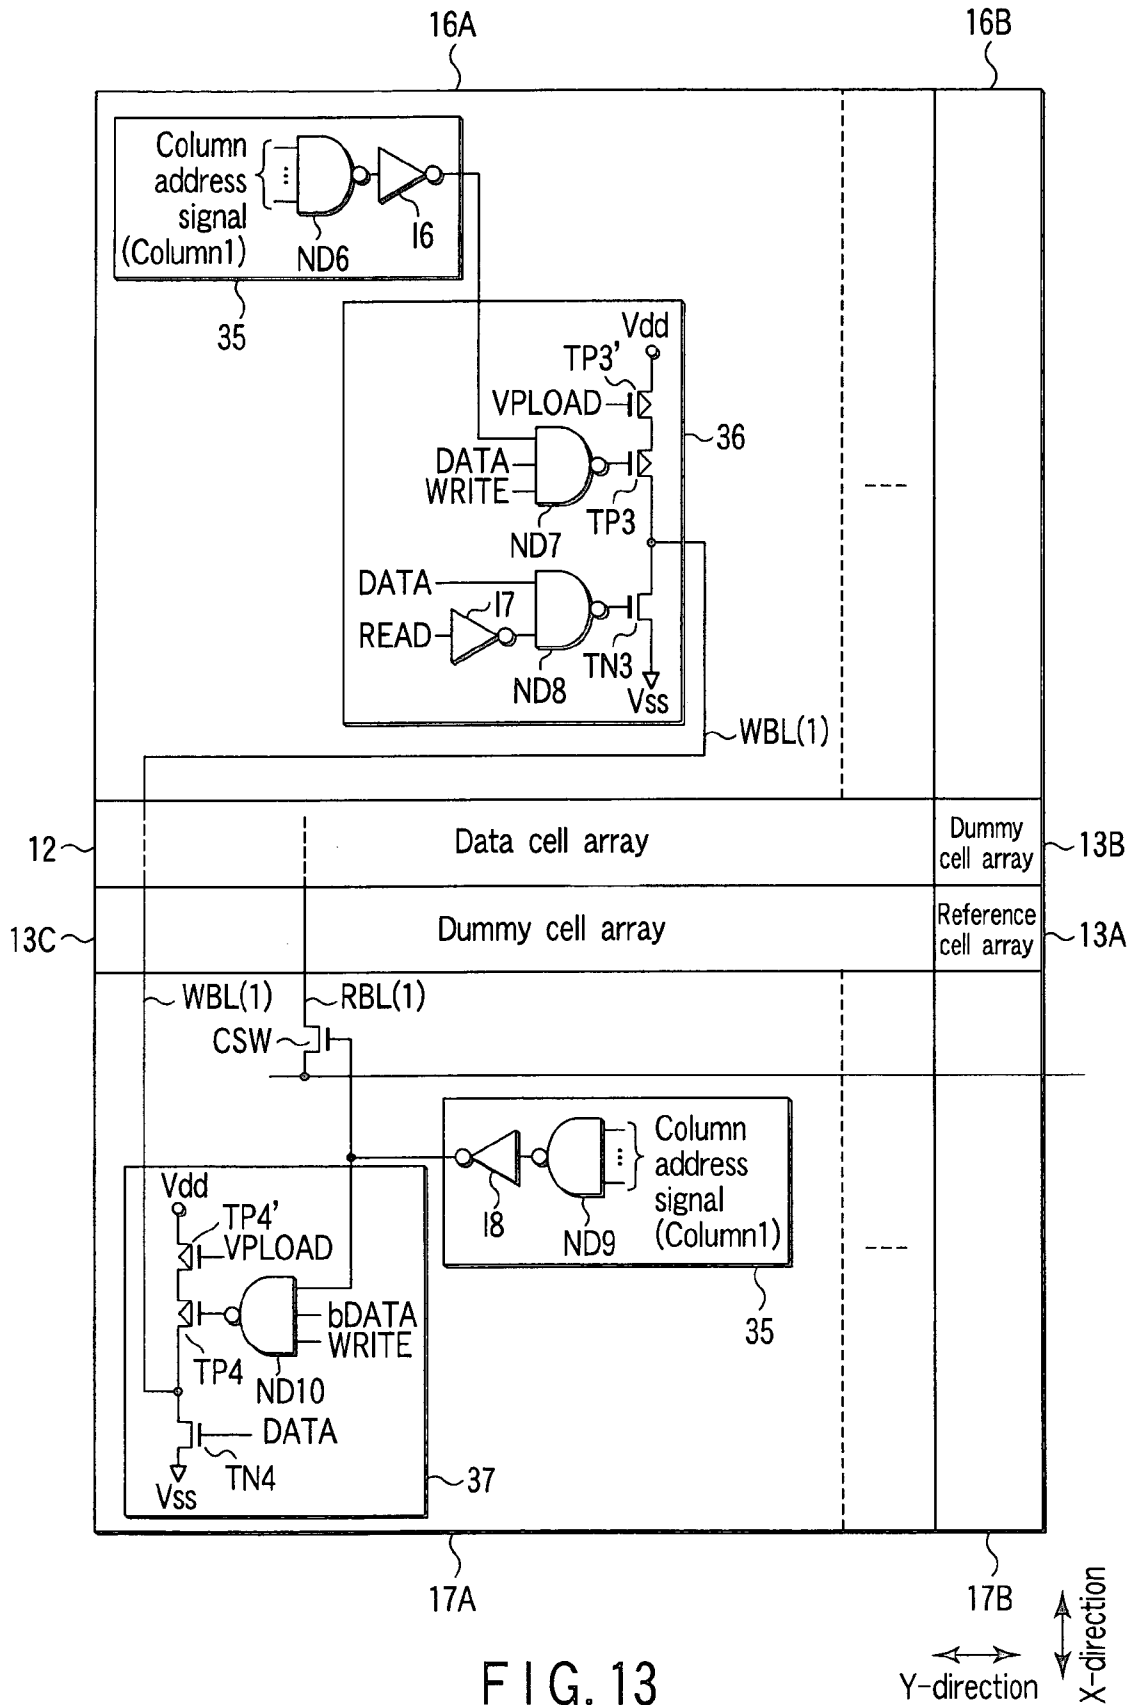 16A
16B
Column
address
signal
(Column1)
ND6
I6
35
Vdd
TP3'
VPLOAD
36
DATA
WRITE
TP3
ND7
DATA
I7
READ
TN3
ND8
Vss
WBL(1)
12
Data cell array
Dummy
cell array
13B
13C
Dummy cell array
Reference
cell array
13A
WBL(1)
RBL(1)
CSW
Column
address
signal
(Column1)
I8
ND9
35
Vdd
TP4'
VPLOAD
bDATA
WRITE
TP4
ND10
DATA
TN4
Vss
37
17A
17B
X-direction
Y-direction
FIG. 13